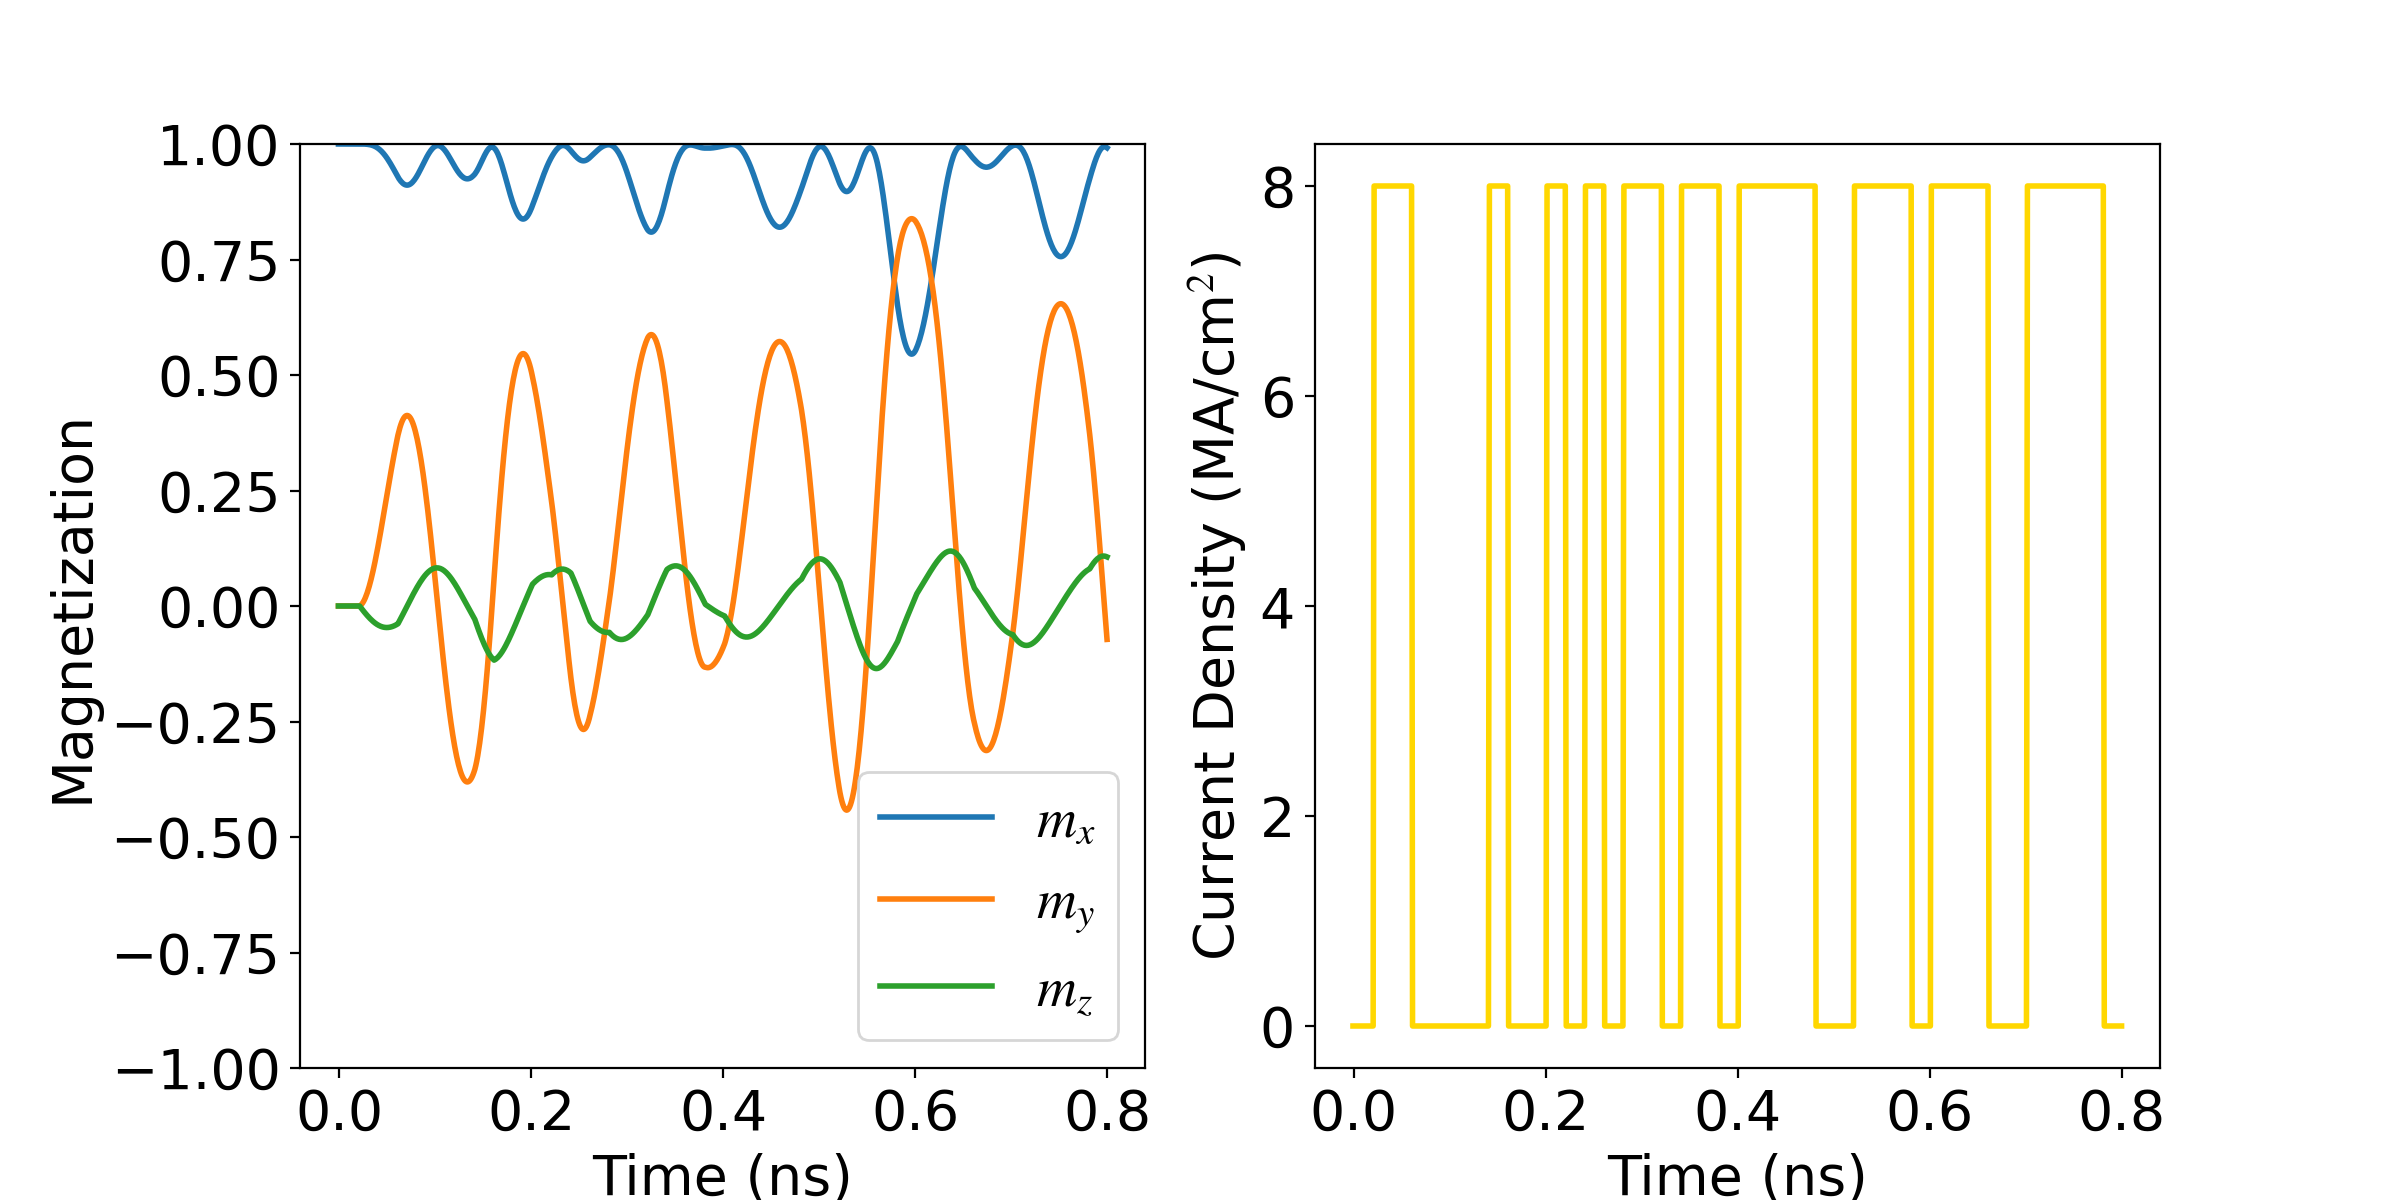 1.00
0.75
0.50
0.25
0.00
−0.25
−0.50
−0.75
−1.00
Magnetization
0.0 0.2 0.4 0.6 0.8
Time (ns)
m_x
m_y
m_z
8
6
4
2
0
Current Density (MA/cm²)
0.0 0.2 0.4 0.6 0.8
Time (ns)